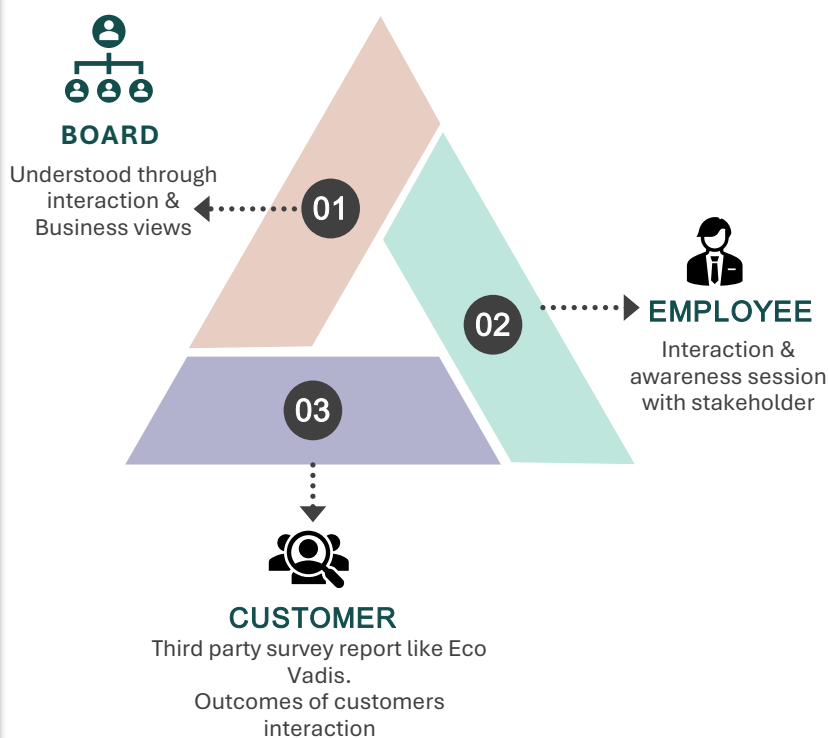 BOARD
Understood through
interaction &
Business views
01
02
EMPLOYEE
Interaction &
awareness session
with stakeholder
03
CUSTOMER
Third party survey report like Eco
Vadis.
Outcomes of customers
interaction